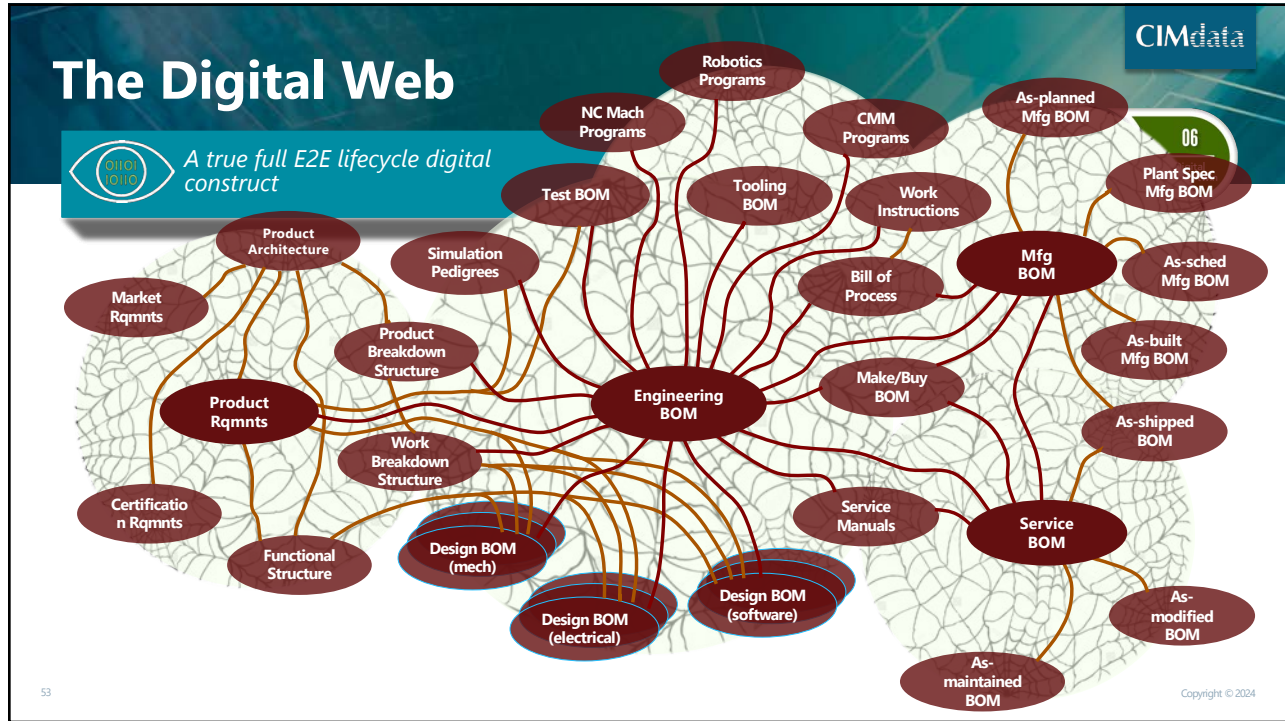 CIMdata
The Digital Web
A true full E2E lifecycle digital
construct
01101
10110
06
Robotics
Programs
NC Mach
Programs
CMM
Programs
As-planned
Mfg BOM
Test BOM
Tooling
BOM
Work
Instructions
Plant Spec
Mfg BOM
Product
Architecture
Simulation
Pedigrees
Bill of
Process
Mfg
BOM
As-sched
Mfg BOM
Market
Rqmnts
Product
Breakdown
Structure
As-built
Mfg BOM
Product
Rqmnts
Engineering
BOM
Make/Buy
BOM
As-shipped
BOM
Work
Breakdown
Structure
Certificatio
n Rqmnts
Functional
Structure
Design BOM
(mech)
Design BOM
(electrical)
Design BOM
(software)
Service
Manuals
Service
BOM
As-
modified
BOM
As-
maintained
BOM
53
Copyright © 2024